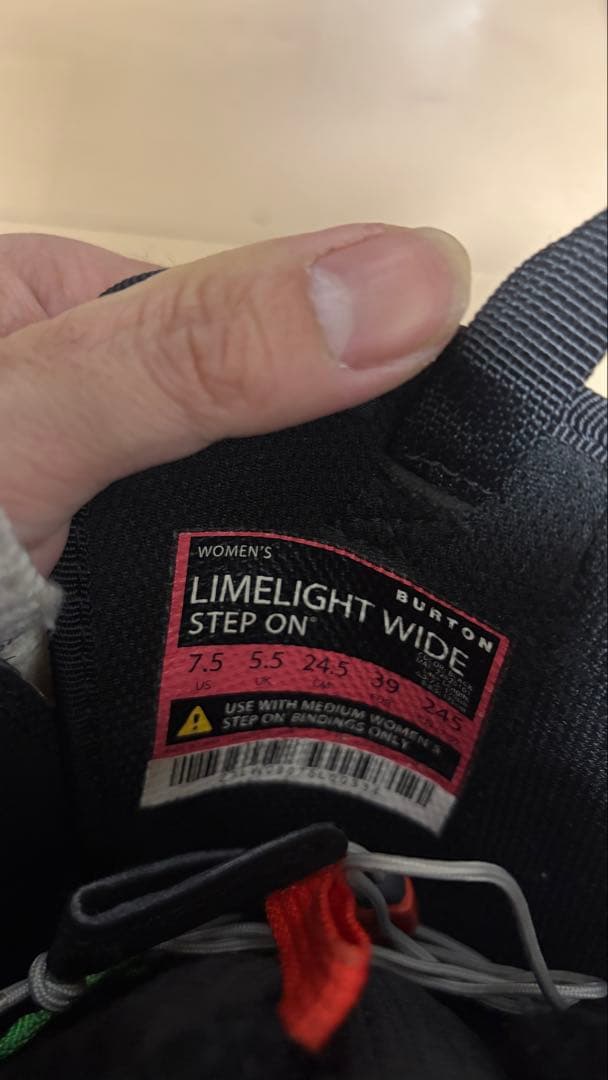 WOMEN'S
BURTON
LIMELIGHT WIDE
STEP ON®
7.5 5.5 24.5 39 245
US UK CM
USE WITH MEDIUM WOMEN'S
STEP ON BINDINGS ONLY